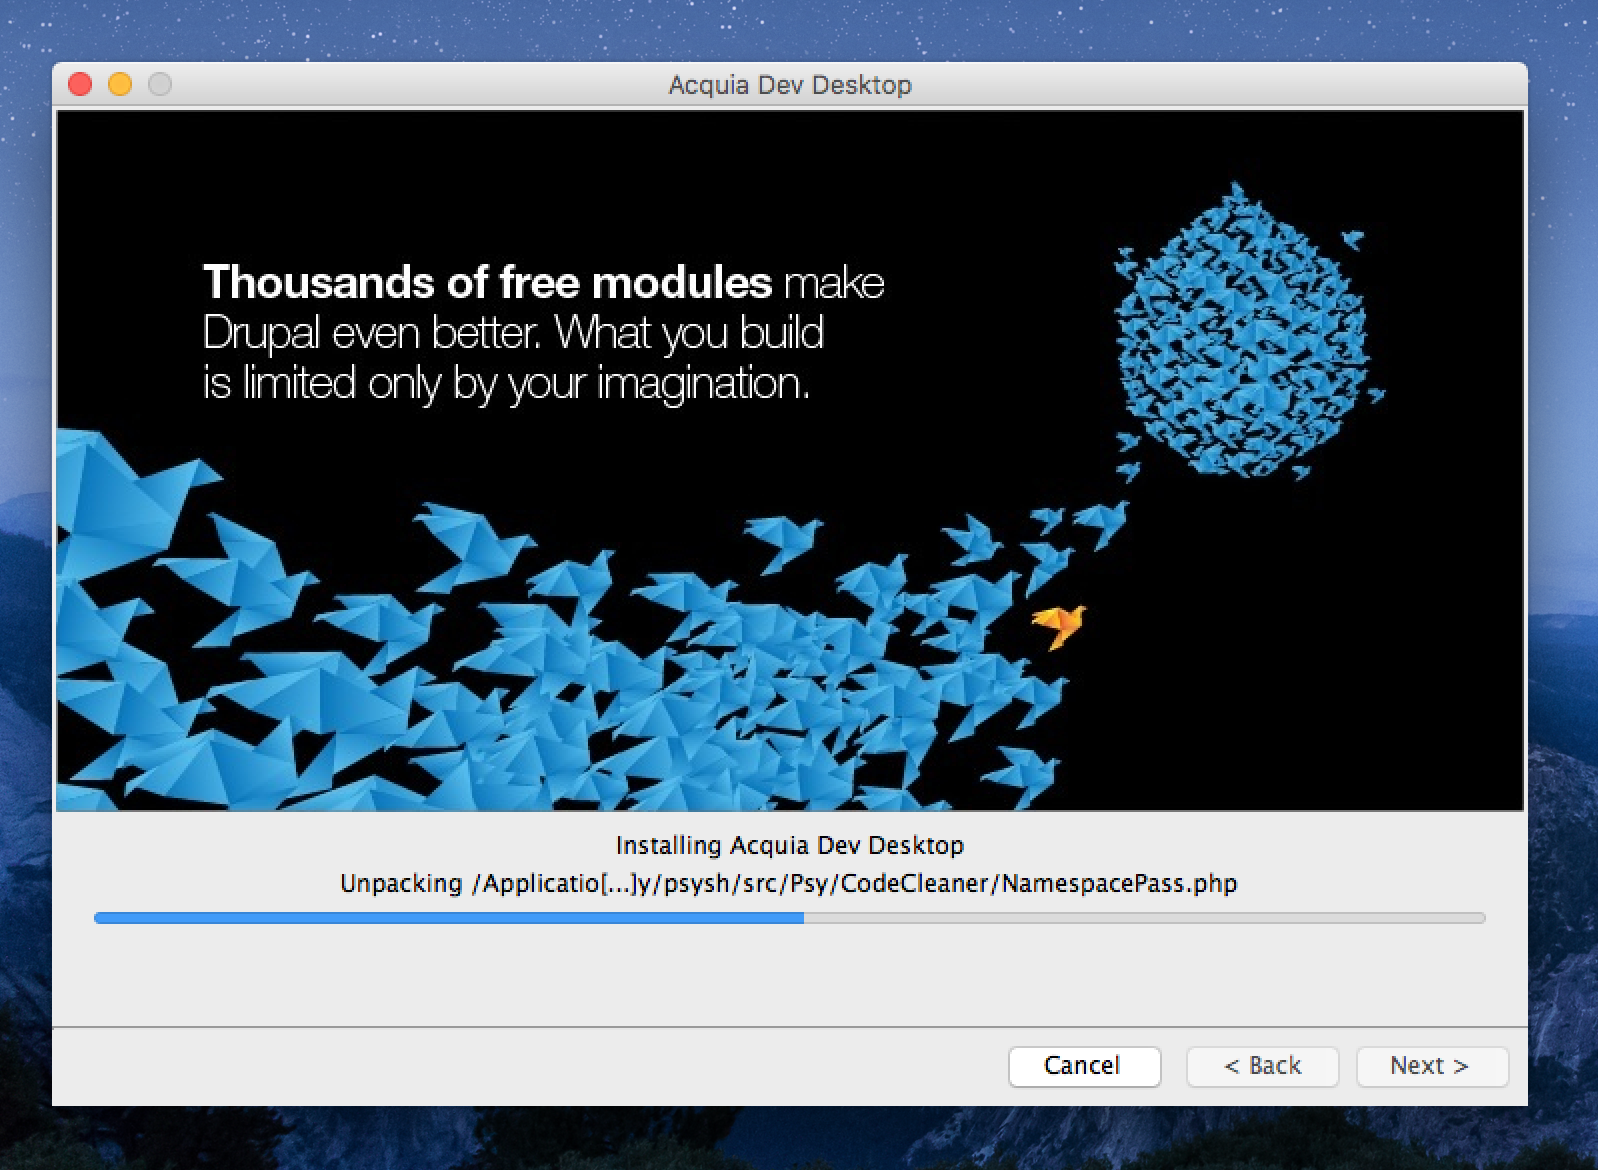 Acquia Dev Desktop
Thousands of free modules make
Drupal even better. What you build
is limited only by your imagination.
Installing Acquia Dev Desktop
Unpacking /Applicatio[...]y/psysh/src/Psy/CodeCleaner/NamespacePass.php
Cancel
< Back
Next >